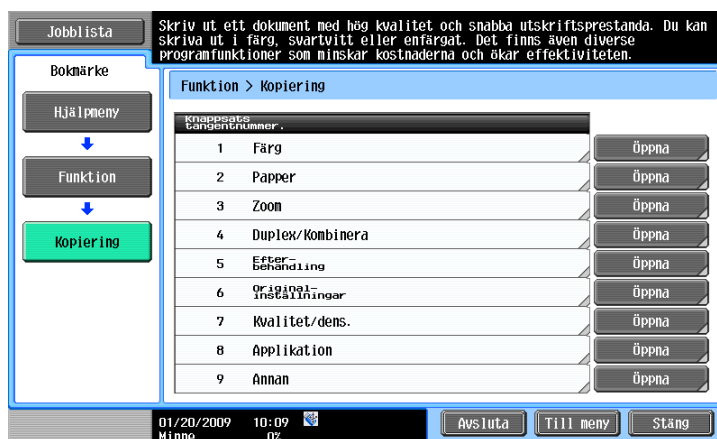 Jobblista
Skriv ut ett dokument med hög kvalitet och snabba utskriftsprestanda. Du kan
skriva ut i färg, svartvitt eller enfärgat. Det finns även diverse
programfunktioner som minskar kostnaderna och ökar effektiviteten.
Bokmärke
Hjälpmeny
Funktion
Kopiering
Funktion > Kopiering
Knappsats
tangentnummer.
1 Färg Öppna
2 Papper Öppna
3 Zoom Öppna
4 Duplex/Kombinera Öppna
5 Efter-
behandling Öppna
6 Original-
inställningar Öppna
7 Kvalitet/dens. Öppna
8 Applikation Öppna
9 Annan Öppna
01/20/2009 10:09
Minne 0%
Avsluta Till meny Stäng